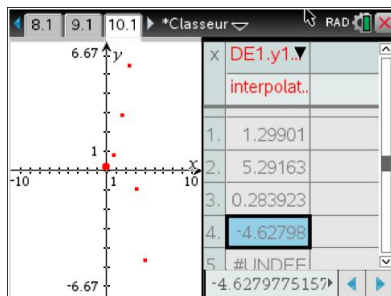 8.1 9.1 10.1 *Classeur RAD
6.67 y
1
x
-10 1 10
-6.67
x DE1.y1..
interpolat..
1. 1.29901
2. 5.29163
3. 0.283923
4. -4.62798
5. #UNDEF
-4.6279775157